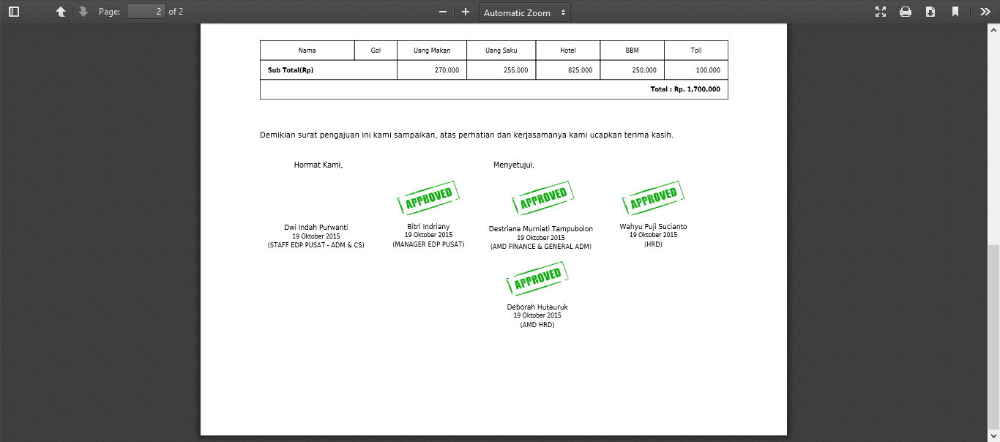 Page: 2 of 2 Automatic Zoom
Nama Gol Uang Makan Uang Saku Hotel BBM Toll
Sub Total(Rp) 270,000 255,000 825,000 250,000 100,000
Total : Rp. 1,700,000
Demikian surat pengajuan ini kami sampaikan, atas perhatian dan kerjasamanya kami ucapkan terima kasih.
Hormat Kami, Menyetujui,
APPROVED APPROVED APPROVED
Dwi Indah Purwanti Bitri Indriany Destriana Murniati Tampubolon Wahyu Puji Sucianto
19 Oktober 2015 19 Oktober 2015 19 Oktober 2015 19 Oktober 2015
(STAFF EDP PUSAT - ADM & CS) (MANAGER EDP PUSAT) (AMD FINANCE & GENERAL ADM) (HRD)
APPROVED
Deborah Hutauruk
19 Oktober 2015
(AMD HRD)